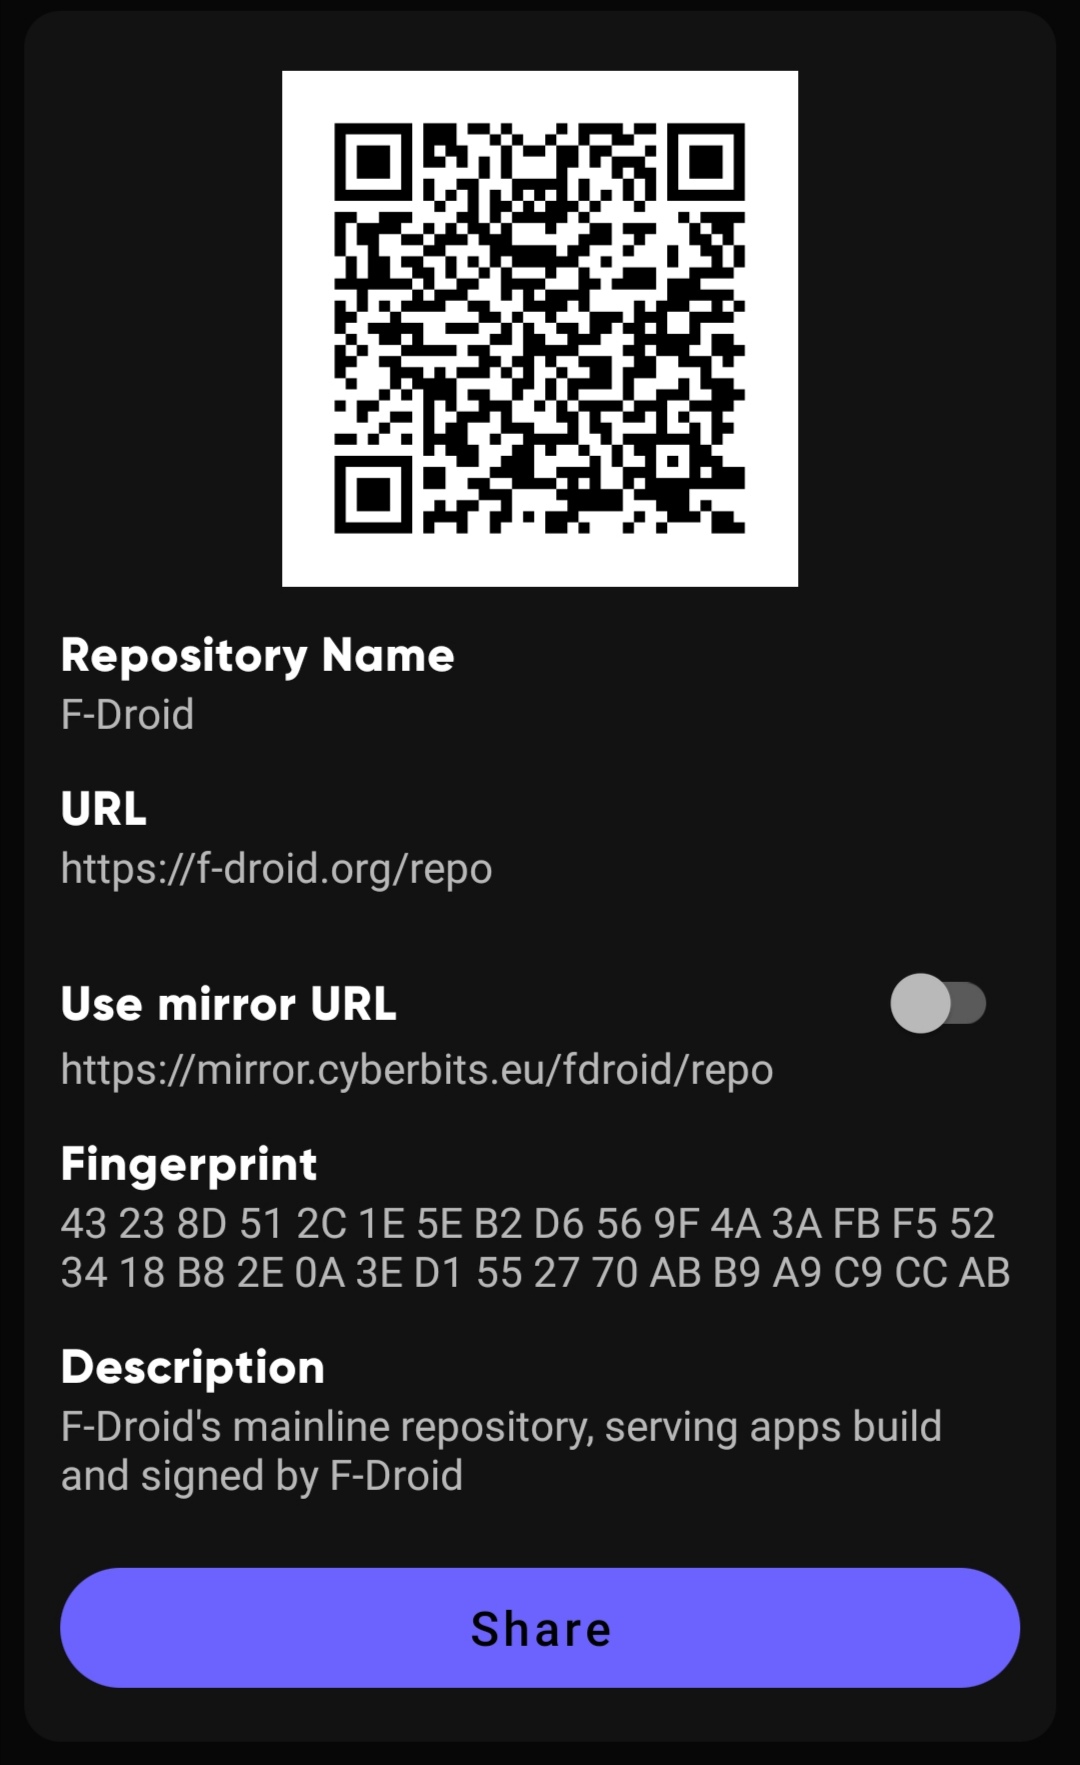 Repository Name
F-Droid
URL
https://f-droid.org/repo
Use mirror URL
https://mirror.cyberbits.eu/fdroid/repo
Fingerprint
43 23 8D 51 2C 1E 5E B2 D6 56 9F 4A 3A FB F5 52
34 18 B8 2E 0A 3E D1 55 27 70 AB B9 A9 C9 CC AB
Description
F-Droid's mainline repository, serving apps build
and signed by F-Droid
Share